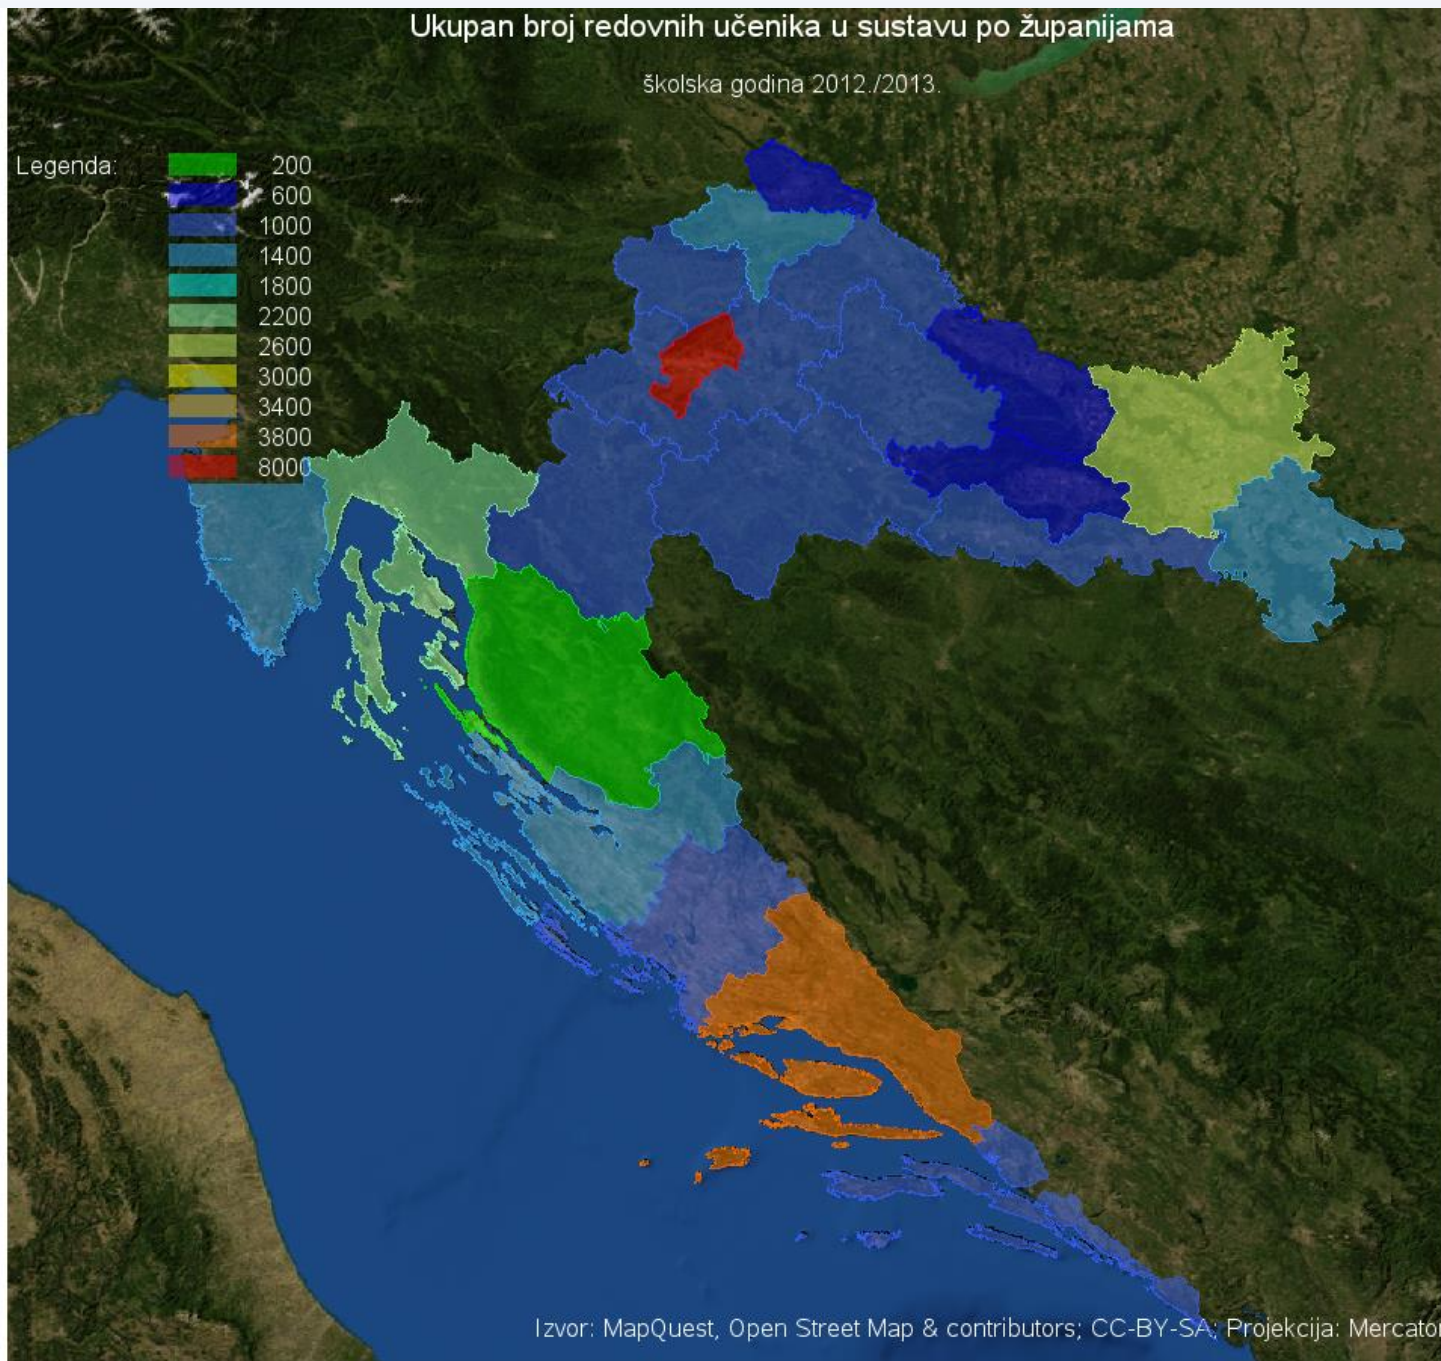 Ukupan broj redovnih učenika u sustavu po županijama
školska godina 2012./2013.
Legenda:
200
600
1000
1400
1800
2200
2600
3000
3400
3800
8000
Izvor: MapQuest, Open Street Map & contributors; CC-BY-SA; Projekcija: Mercator